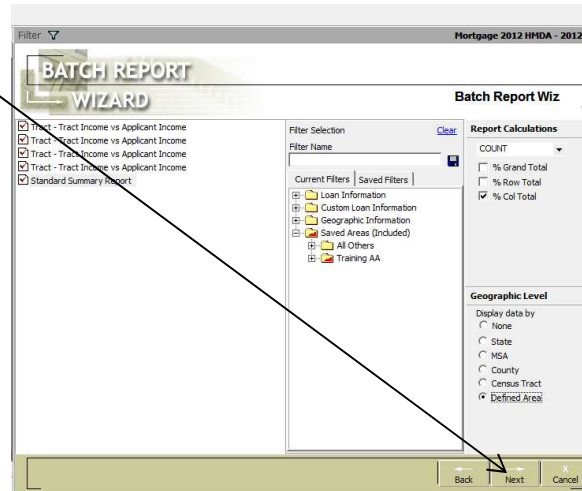 Filter
Mortgage 2012 HMDA - 2012
BATCH REPORT
WIZARD
Batch Report Wiz
Tract - Tract Income vs Applicant Income
Tract - Tract Income vs Applicant Income
Tract - Tract Income vs Applicant Income
Tract - Tract Income vs Applicant Income
Standard Summary Report
Filter Selection
Clear
Filter Name
Current Filters
Saved Filters
Loan Information
Custom Loan Information
Geographic Information
Saved Areas (Included)
All Others
Training AA
Report Calculations
COUNT
% Grand Total
% Row Total
% Col Total
Geographic Level
Display data by
None
State
MSA
County
Census Tract
Defined Area
Back
Next
X
Cancel